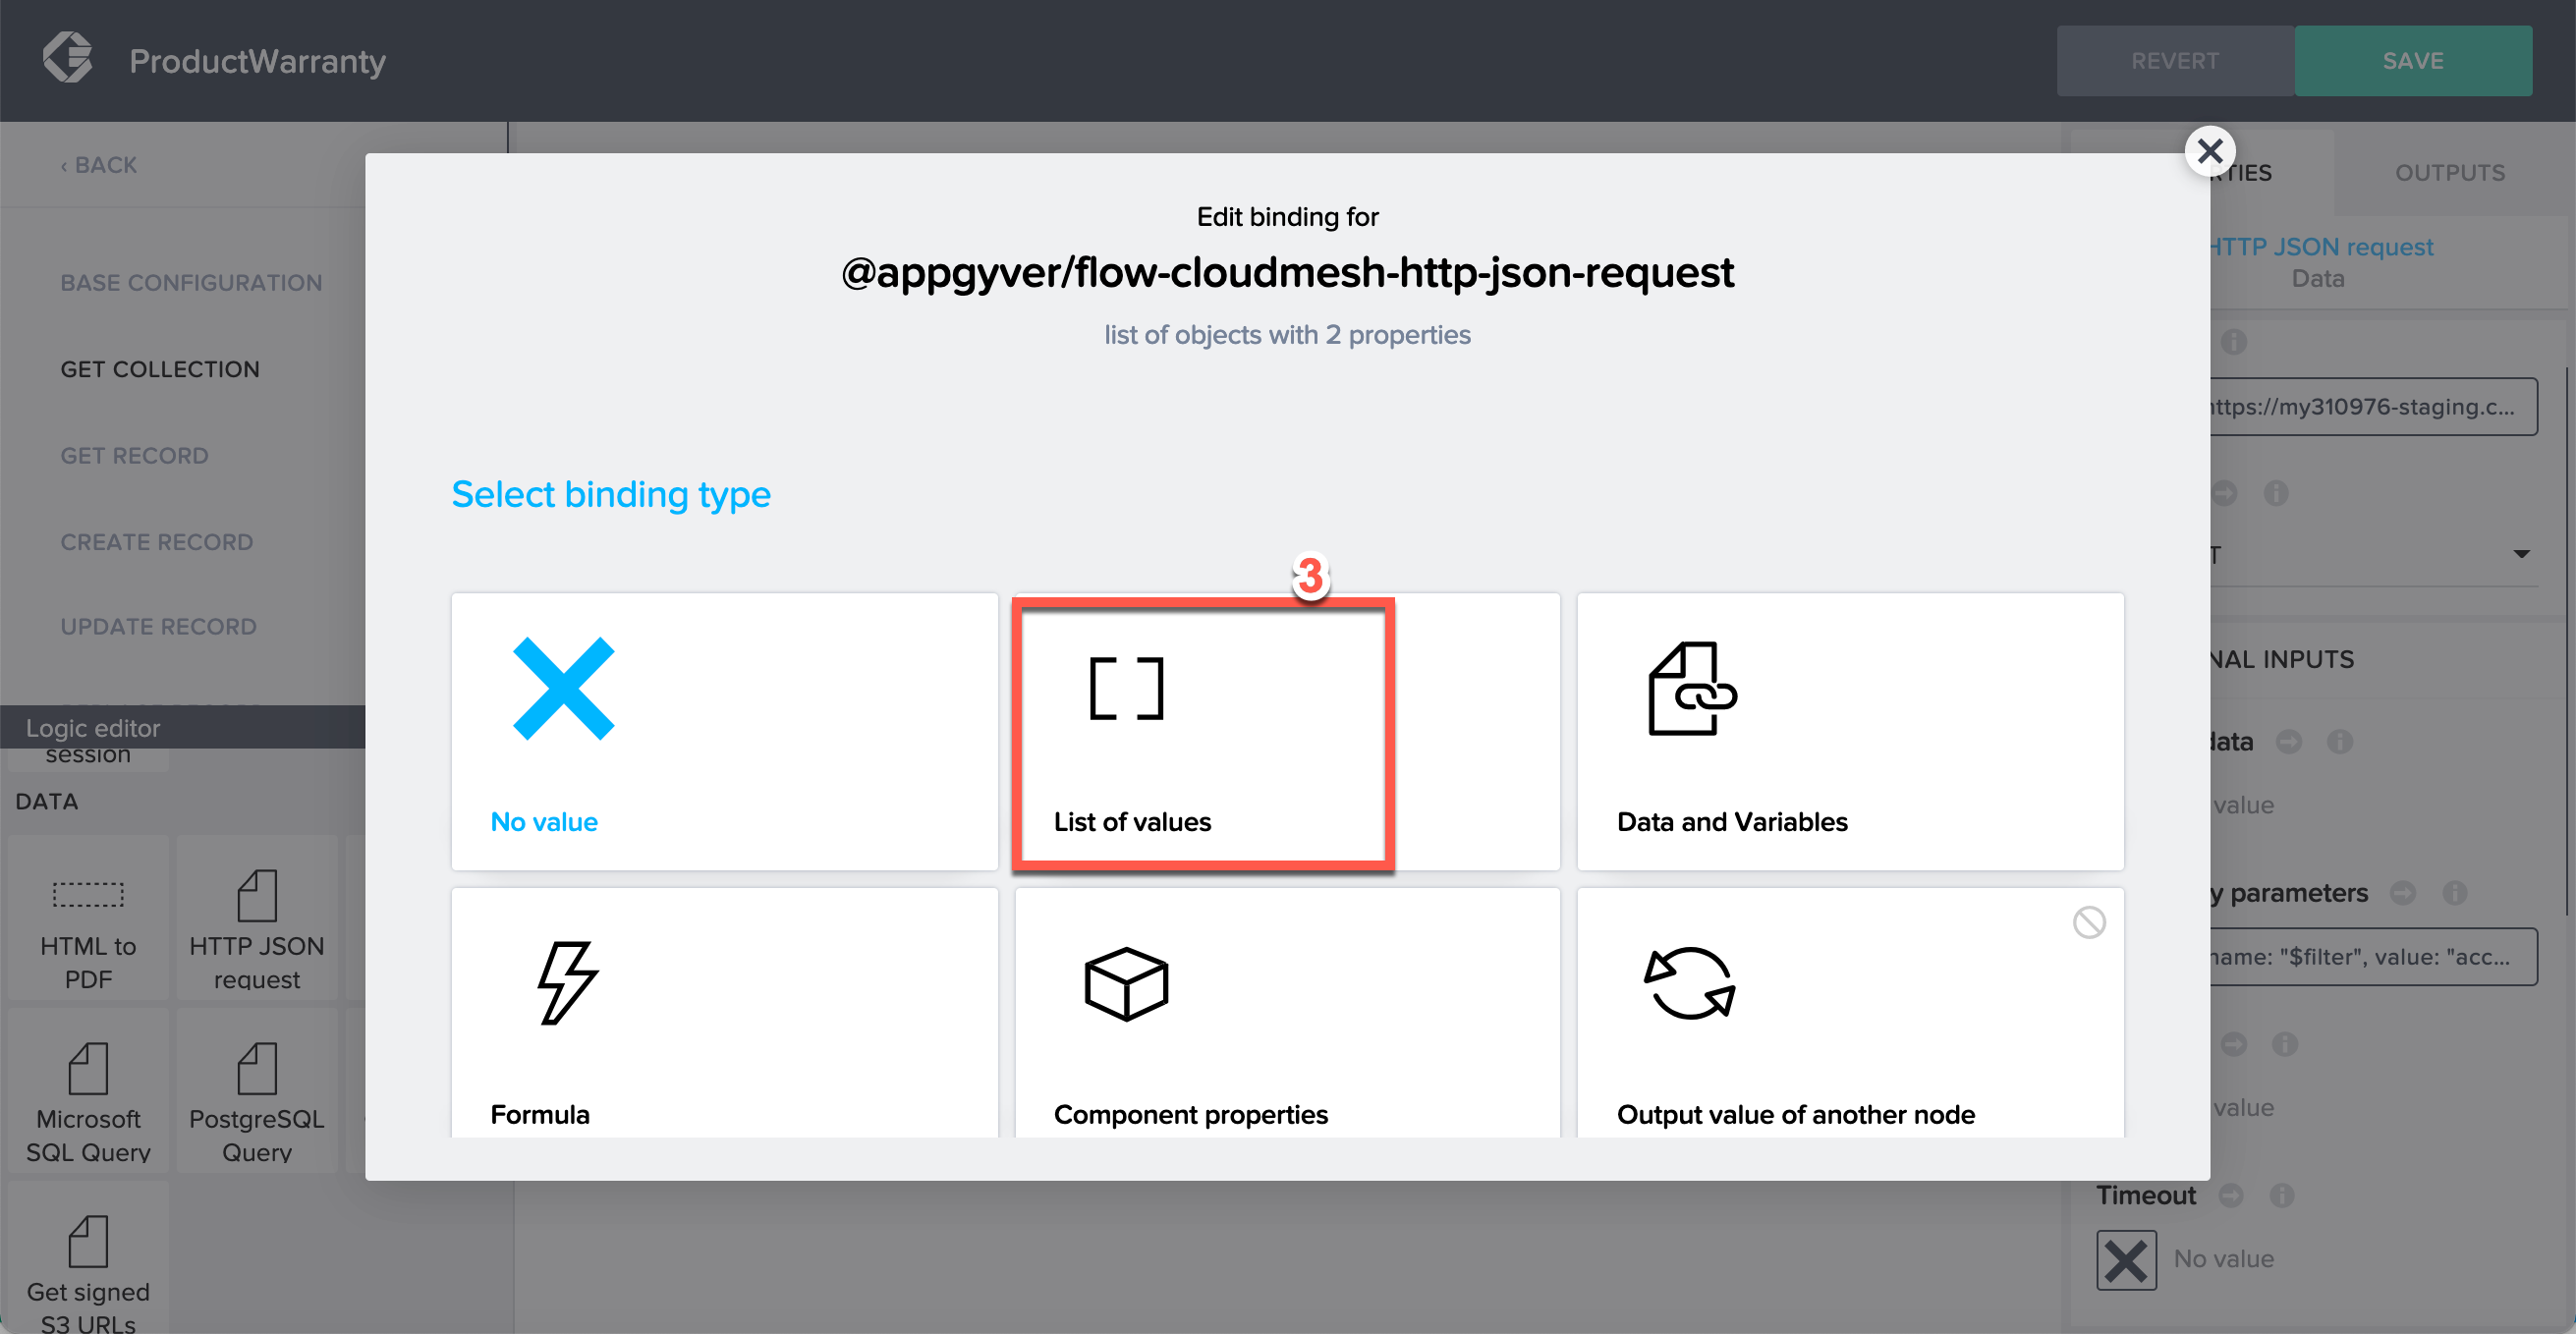 ProductWarranty
REVERT
SAVE
‹ BACK
BASE CONFIGURATION
GET COLLECTION
GET RECORD
CREATE RECORD
UPDATE RECORD
Logic editor
session
DATA
HTML to
PDF
HTTP JSON
request
Microsoft
SQL Query
PostgreSQL
Query
Get signed
S3 URLs
Edit binding for
@appgyver/flow-cloudmesh-http-json-request
list of objects with 2 properties
Select binding type
3
No value
List of values
Data and Variables
Formula
Component properties
Output value of another node
RTIES
OUTPUTS
HTTP JSON request
Data
https://my310976-staging.c...
T
NAL INPUTS
data
value
y parameters
name: "$filter", value: "acc...
value
Timeout
No value